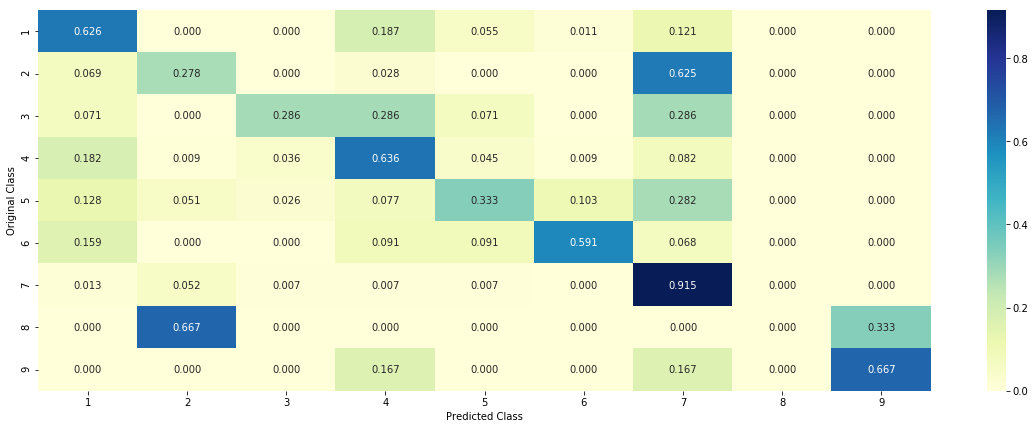 1 0.626 0.000 0.000 0.187 0.055 0.011 0.121 0.000 0.000
2 0.069 0.278 0.000 0.028 0.000 0.000 0.625 0.000 0.000
3 0.071 0.000 0.286 0.286 0.071 0.000 0.286 0.000 0.000
4 0.182 0.009 0.036 0.636 0.045 0.009 0.082 0.000 0.000
5 0.128 0.051 0.026 0.077 0.333 0.103 0.282 0.000 0.000
6 0.159 0.000 0.000 0.091 0.091 0.591 0.068 0.000 0.000
7 0.013 0.052 0.007 0.007 0.007 0.000 0.915 0.000 0.000
8 0.000 0.667 0.000 0.000 0.000 0.000 0.000 0.000 0.333
9 0.000 0.000 0.000 0.167 0.000 0.000 0.167 0.000 0.667
1 2 3 4 5 6 7 8 9
Predicted Class
Original Class
0.8
0.6
0.4
0.2
0.0